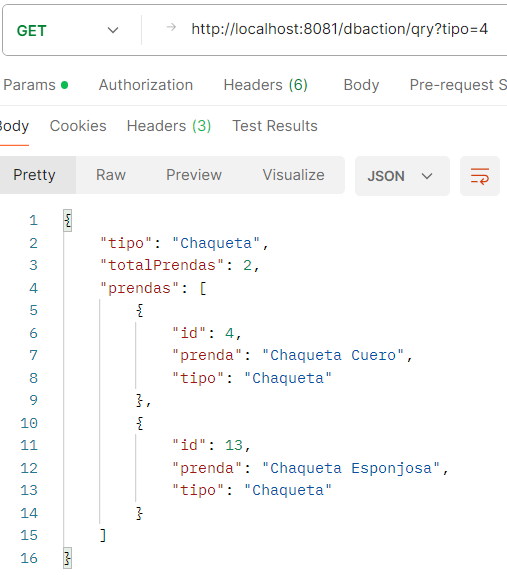 GET http://localhost:8081/dbaction/qry?tipo=4
Params Authorization Headers (6) Body Pre-request S
Body Cookies Headers (3) Test Results
Pretty Raw Preview Visualize JSON
1 {
2 "tipo": "Chaqueta",
3 "totalPrendas": 2,
4 "prendas": [
5 {
6 "id": 4,
7 "prenda": "Chaqueta Cuero",
8 "tipo": "Chaqueta"
9 },
10 {
11 "id": 13,
12 "prenda": "Chaqueta Esponjosa",
13 "tipo": "Chaqueta"
14 }
15 ]
16 }